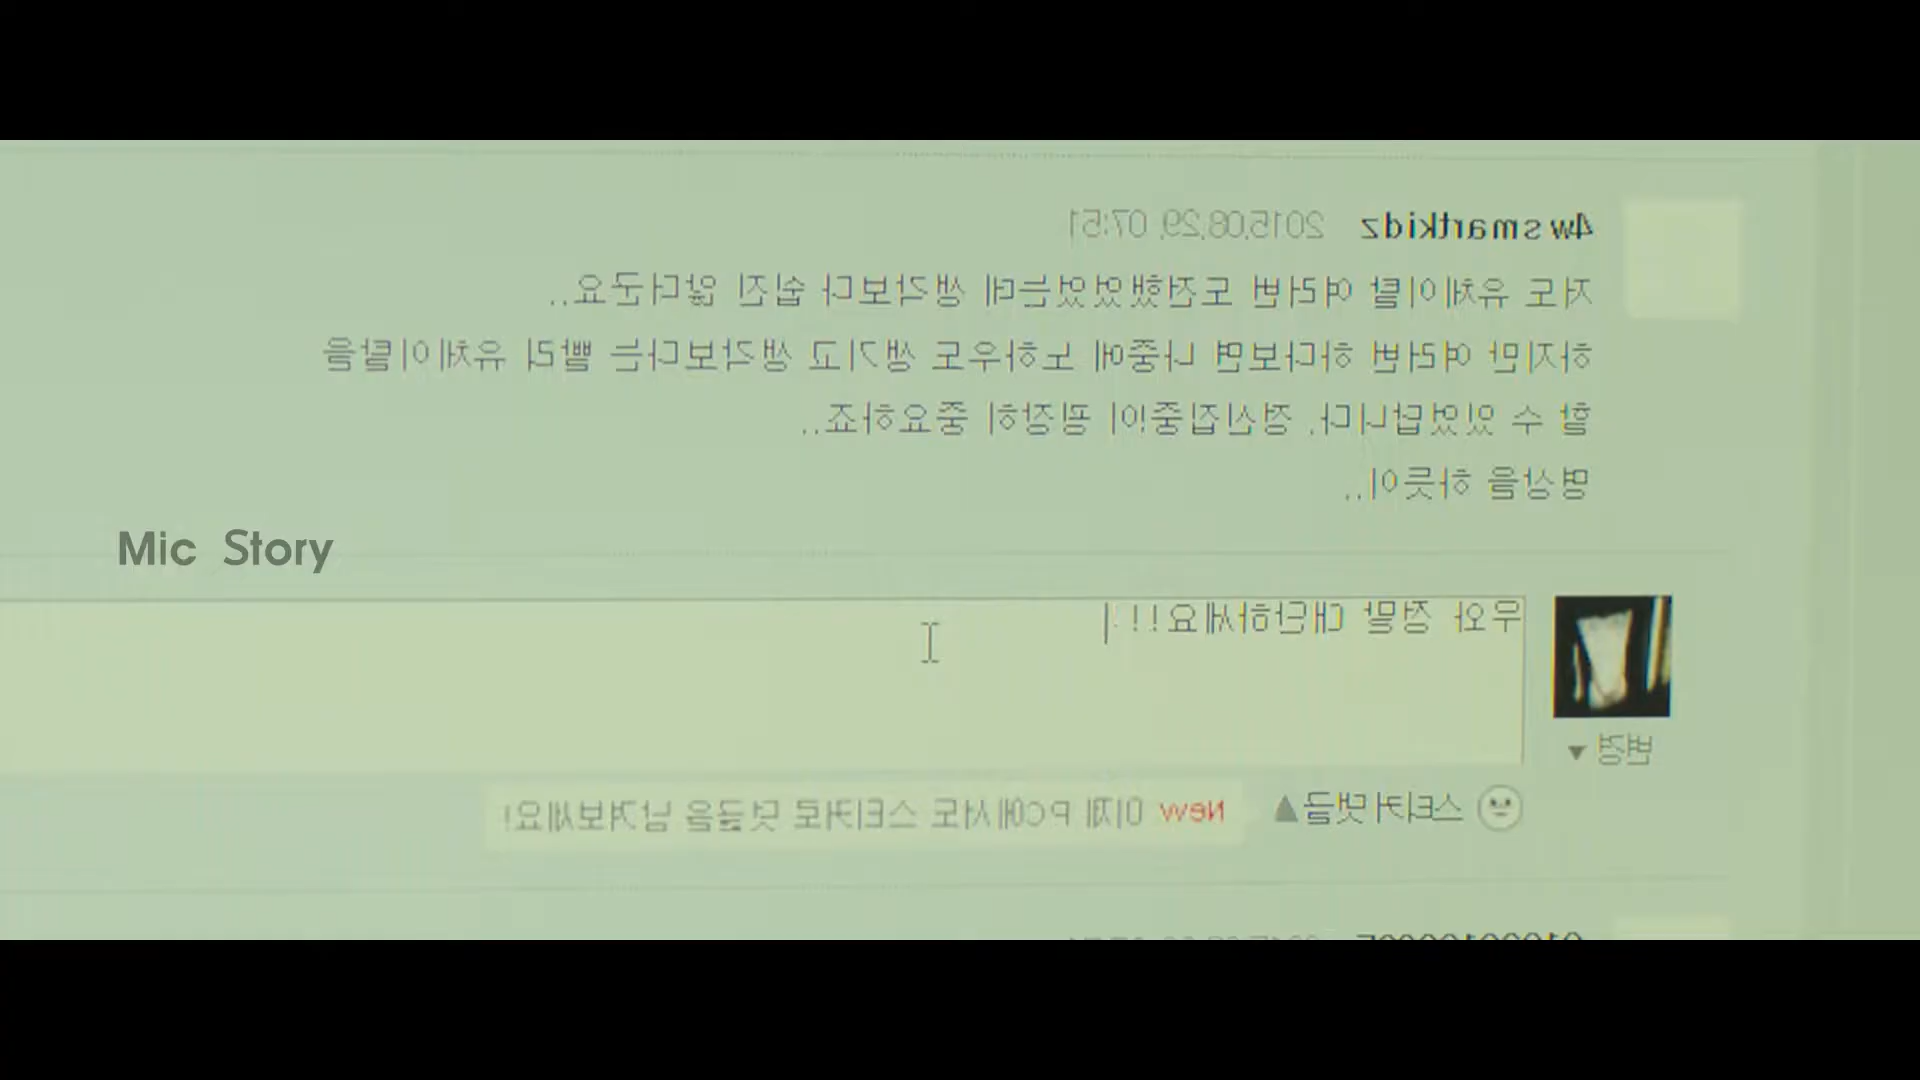 4wsmartkidz 2015.08.29. 07:51
저도 유체이탈 여러번 도전했었었는데 생각보다 쉽진 않더군요..
하지만 여러번 하다보면 나중에 노하우도 생기고 생각보다는 빨리 유체이탈을
할 수 있었답니다. 정신집중!이 굉장히 중요하죠..
명상을 하듯이..
Mic Story
우와 정말 대단하세요!!!
변경 ▼
스티커 댓글▲ New 이제 PC에서도 스티커로 덧글을 남겨보세요!